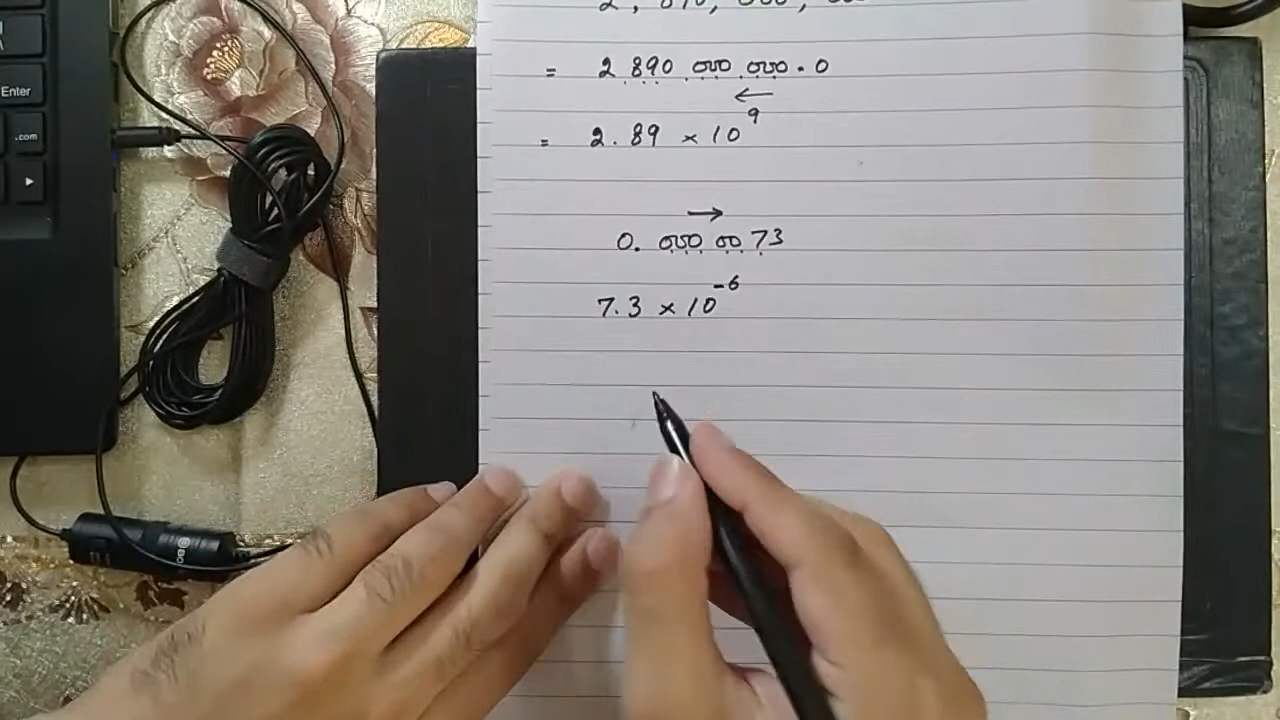 Enter
.com
= 2 890 000 000.0
←
= 2.89 × 10⁹
→
0. 000 00 73
7.3 × 10⁻⁶